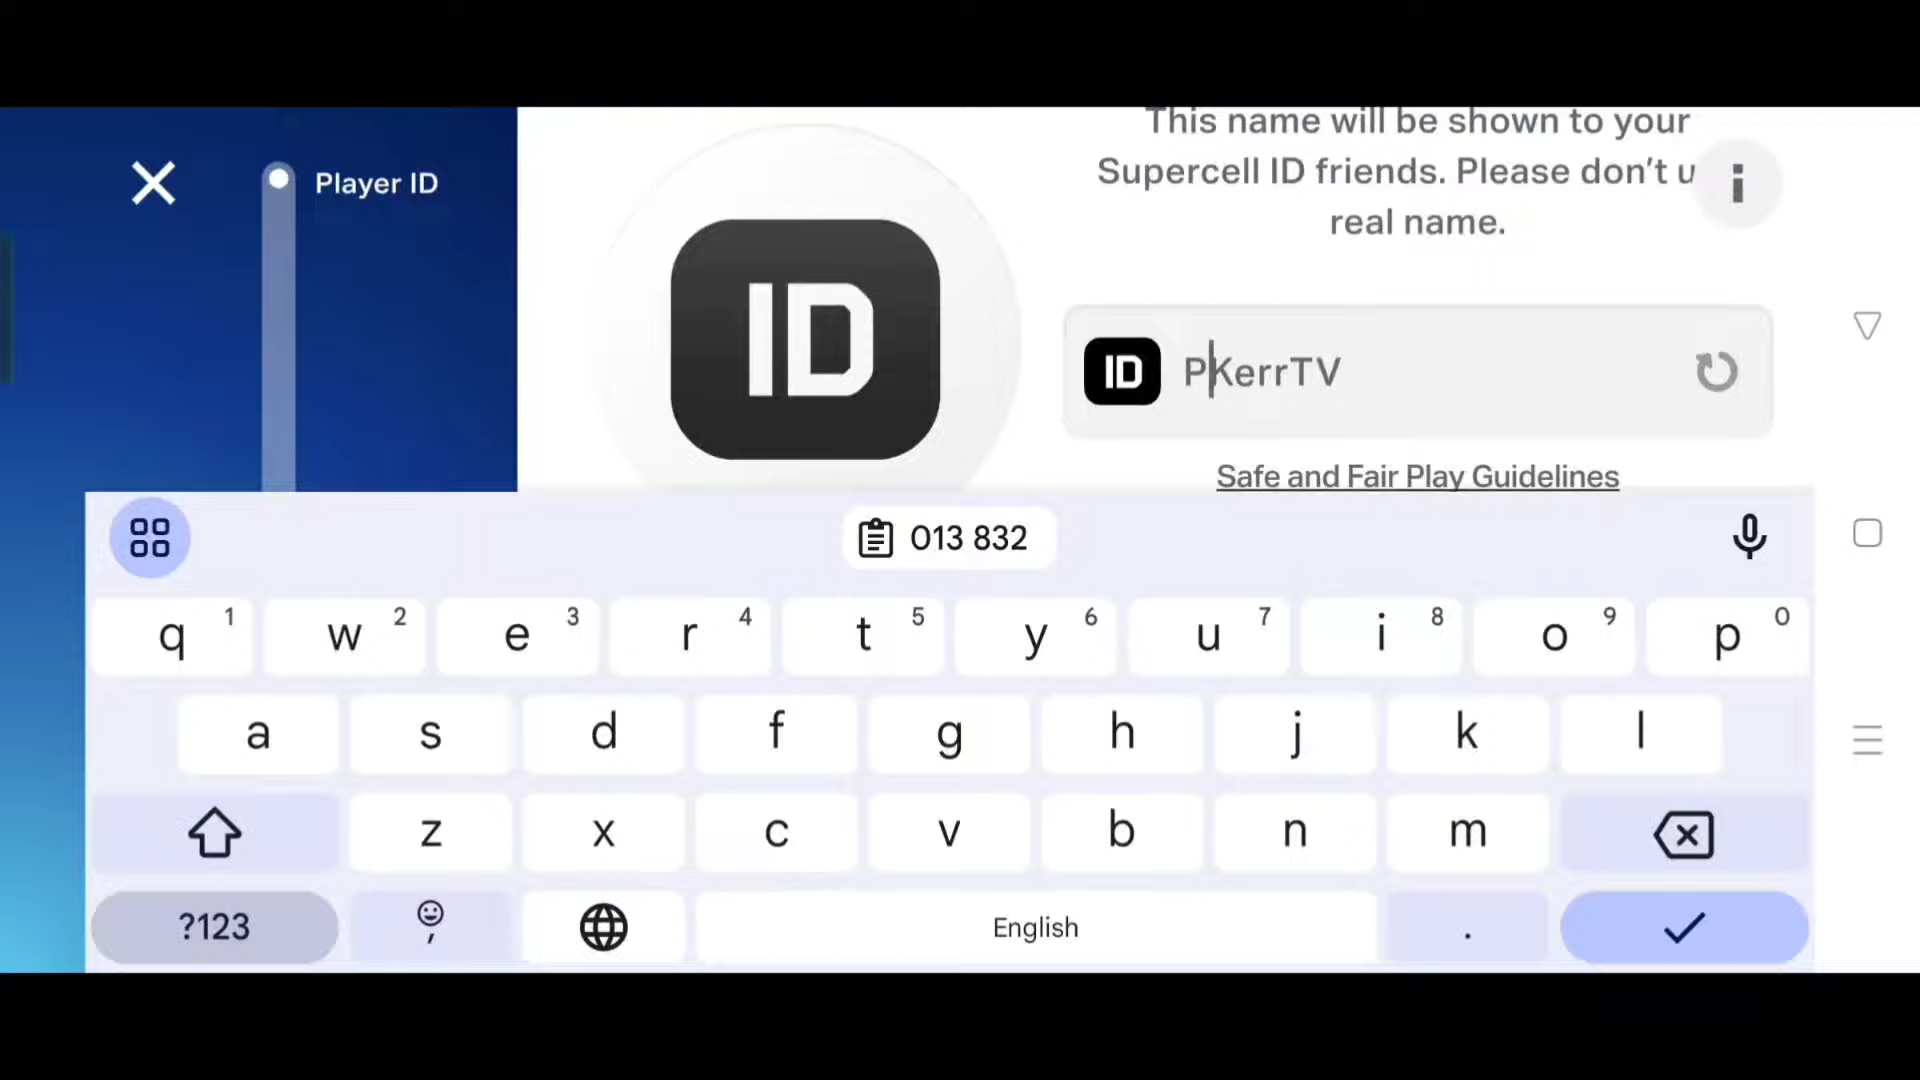 This name will be shown to your
Supercell ID friends. Please don't u
real name.
Player ID
ID
ID PKerrTV
Safe and Fair Play Guidelines
013 832
q 1 w 2 e 3 r 4 t 5 y 6 u 7 i 8 o 9 p 0
a s d f g h j k l
z x c v b n m
?123 , English .